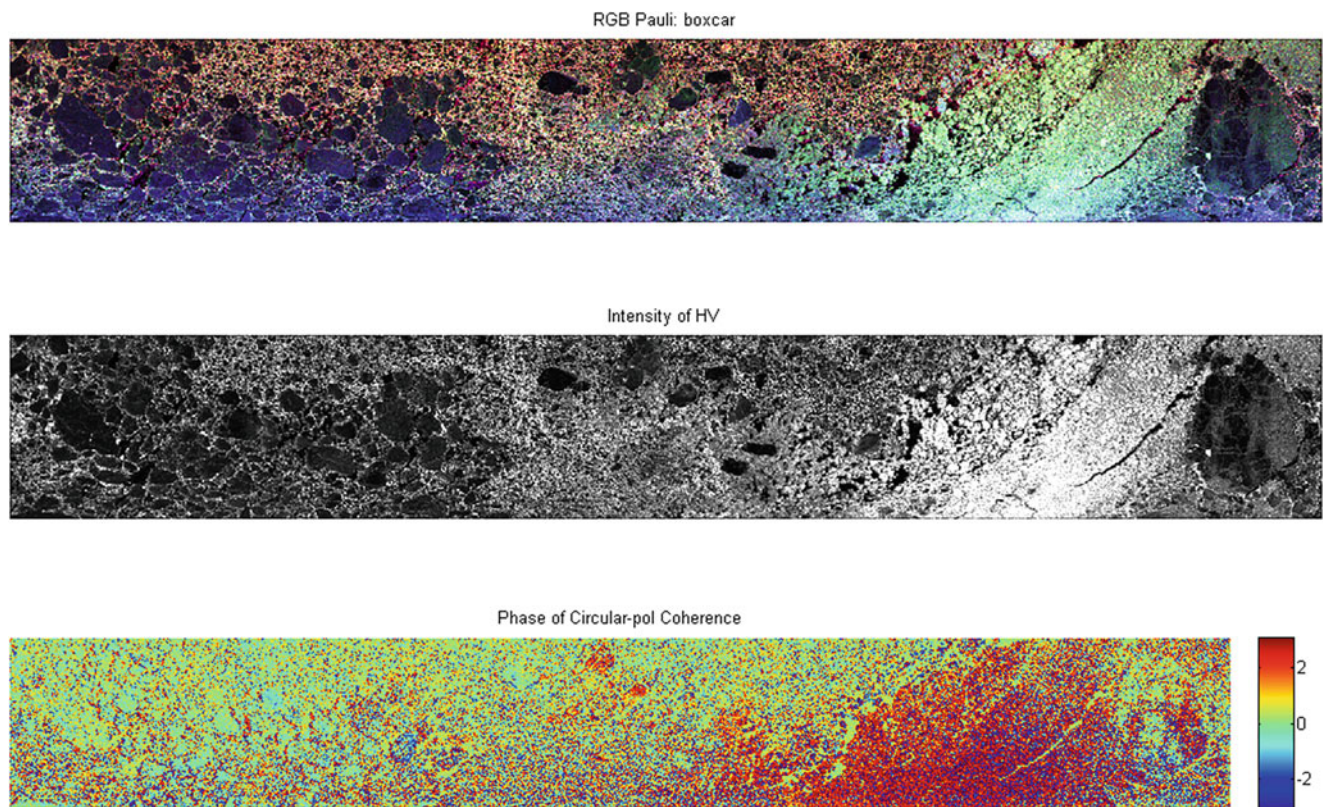 RGB Pauli: boxcar
Intensity of HV
Phase of Circular-pol Coherence
2
0
-2